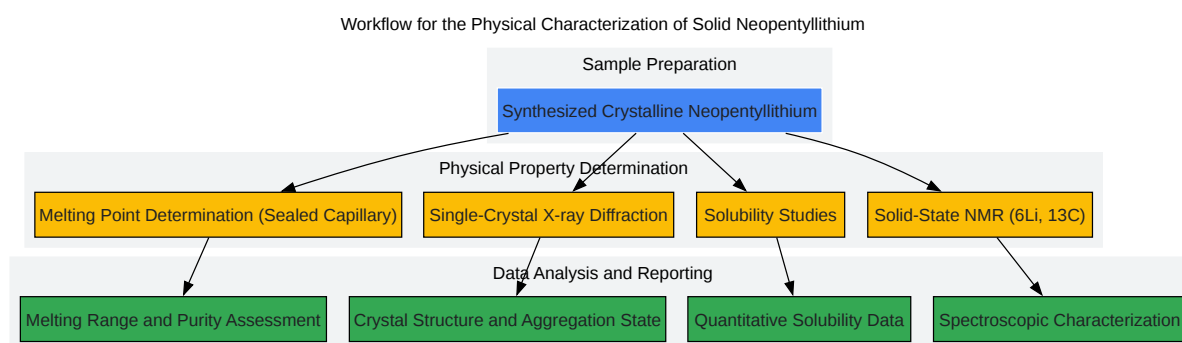 Workflow for the Physical Characterization of Solid Neopentyllithium
Sample Preparation
Synthesized Crystalline Neopentyllithium
Physical Property Determination
Melting Point Determination (Sealed Capillary)
Single-Crystal X-ray Diffraction
Solubility Studies
Solid-State NMR (6Li, 13C)
Data Analysis and Reporting
Melting Range and Purity Assessment
Crystal Structure and Aggregation State
Quantitative Solubility Data
Spectroscopic Characterization